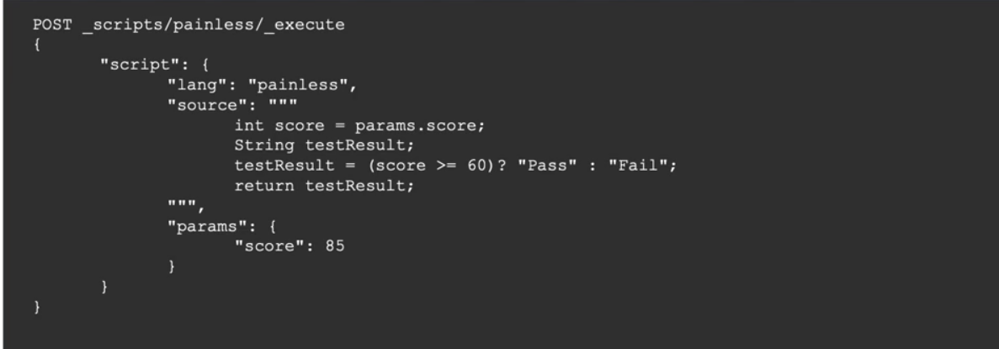 POST _scripts/painless/_execute
{
"script": {
"lang": "painless",
"source": """
int score = params.score;
String testResult;
testResult = (score >= 60)? "Pass" : "Fail";
return testResult;
""",
"params": {
"score": 85
}
}
}